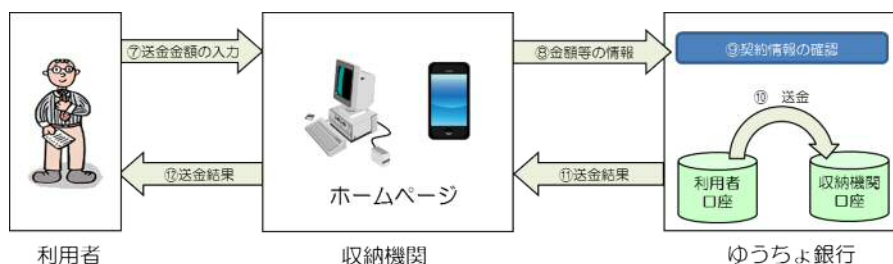 ⑦送金金額の入力
⑧金額等の情報
⑨契約情報の確認
⑩ 送金
利用者
口座
収納機関
口座
⑫送金結果
ホームページ
⑪送金結果
利用者
収納機関
ゆうちょ銀行